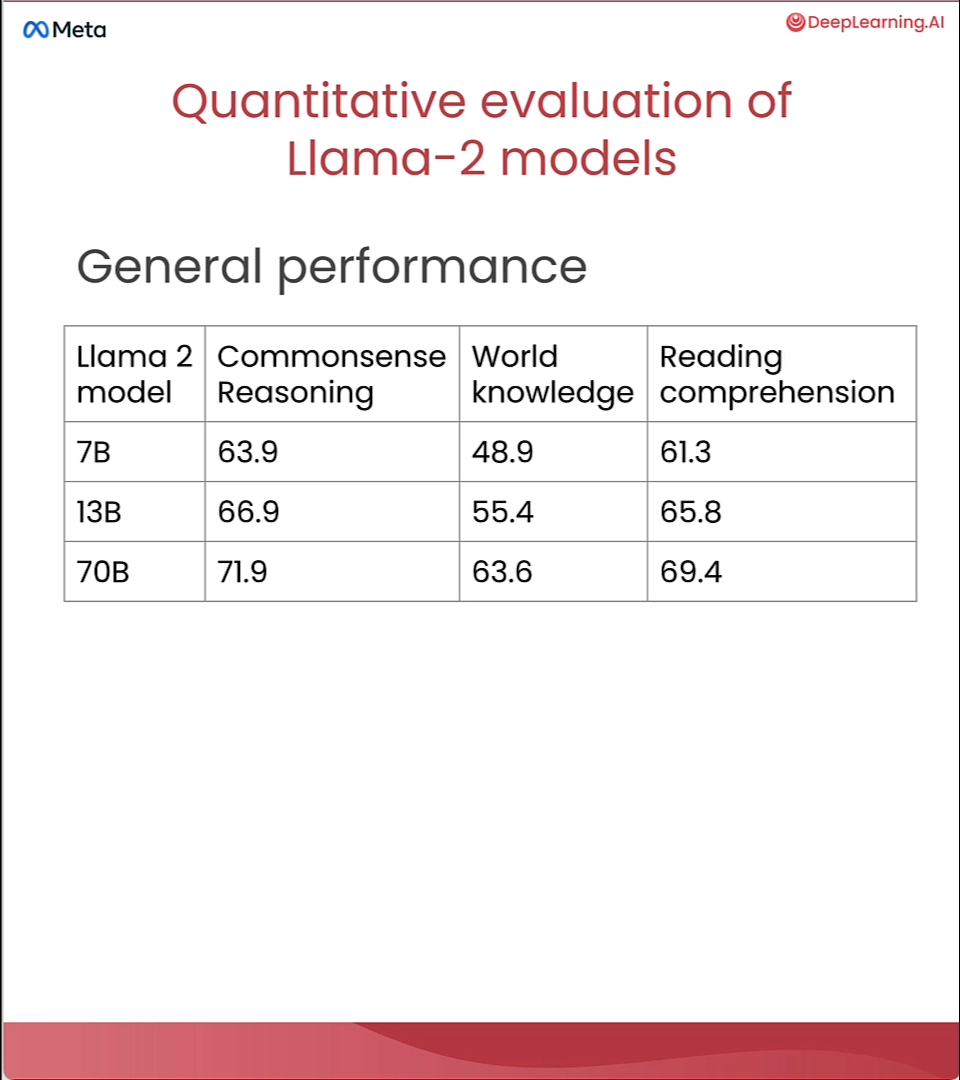 Meta
DeepLearning.AI
Quantitative evaluation of
Llama-2 models
General performance
Llama 2 model Commonsense Reasoning World knowledge Reading comprehension
7B 63.9 48.9 61.3
13B 66.9 55.4 65.8
70B 71.9 63.6 69.4